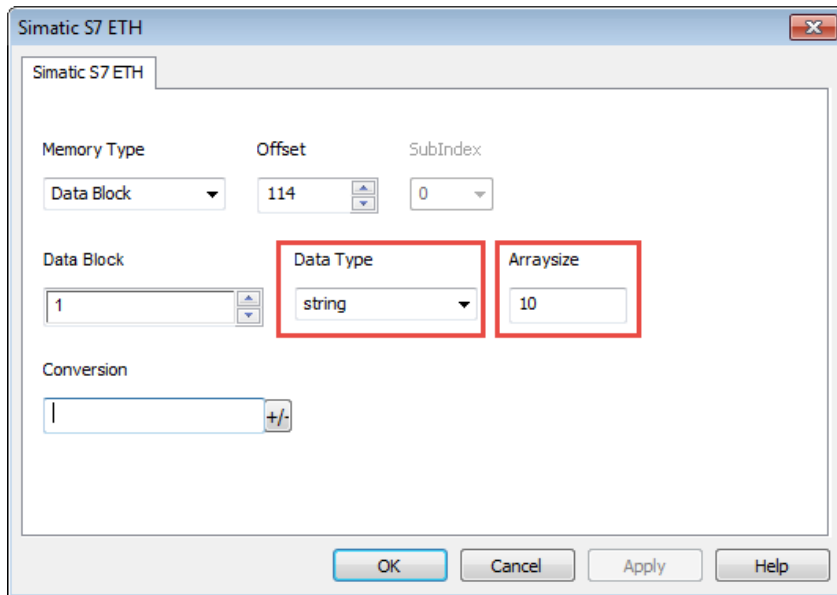 Simatic S7 ETH
Simatic S7 ETH
Memory Type Offset SubIndex
Data Block 114 0
Data Block Data Type Arraysize
1 string 10
Conversion
+/-
OK Cancel Apply Help